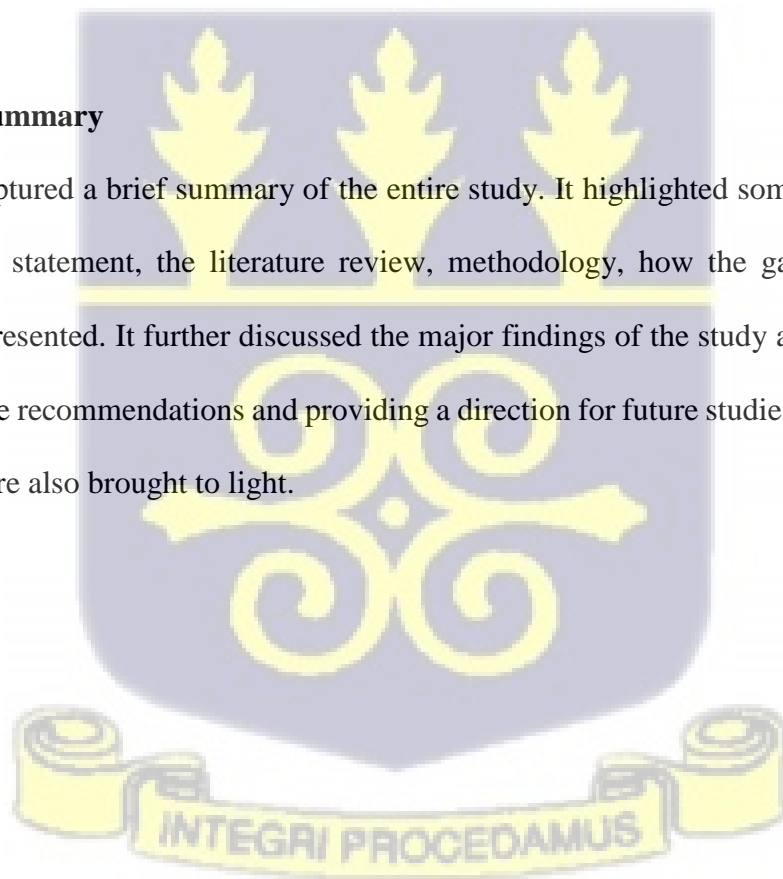 ummary
ptured a brief summary of the entire study. It highlighted som
statement, the literature review, methodology, how the ga
resented. It further discussed the major findings of the study a
e recommendations and providing a direction for future studie
re also brought to light.
INTEGRI PROCEDAMUS